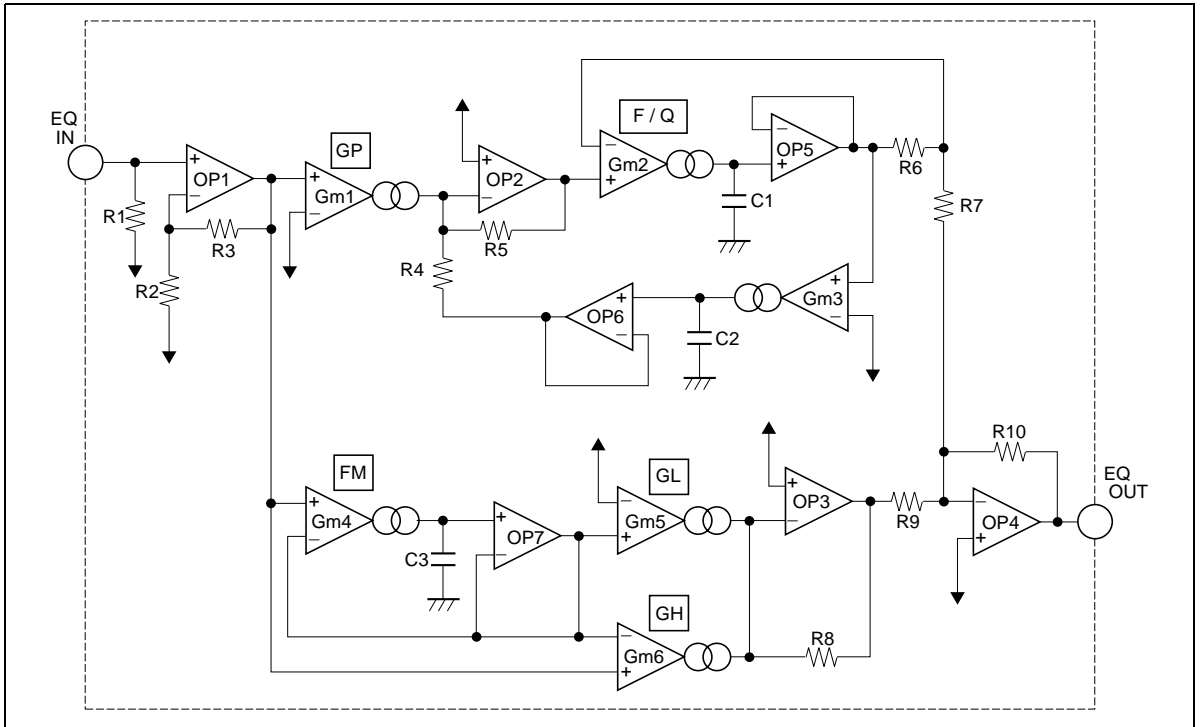 EQ
IN
R1
R2
R3
OP1
GP
Gm1
R4
R5
OP2
F / Q
Gm2
C1
OP5
R6
R7
OP6
C2
Gm3
FM
Gm4
C3
OP7
GL
Gm5
GH
Gm6
R8
OP3
R9
R10
OP4
EQ
OUT
+
−
+
−
+
−
−
+
−
+
+
−
+
−
+
−
+
−
−
+
−
+
+
−
−
+